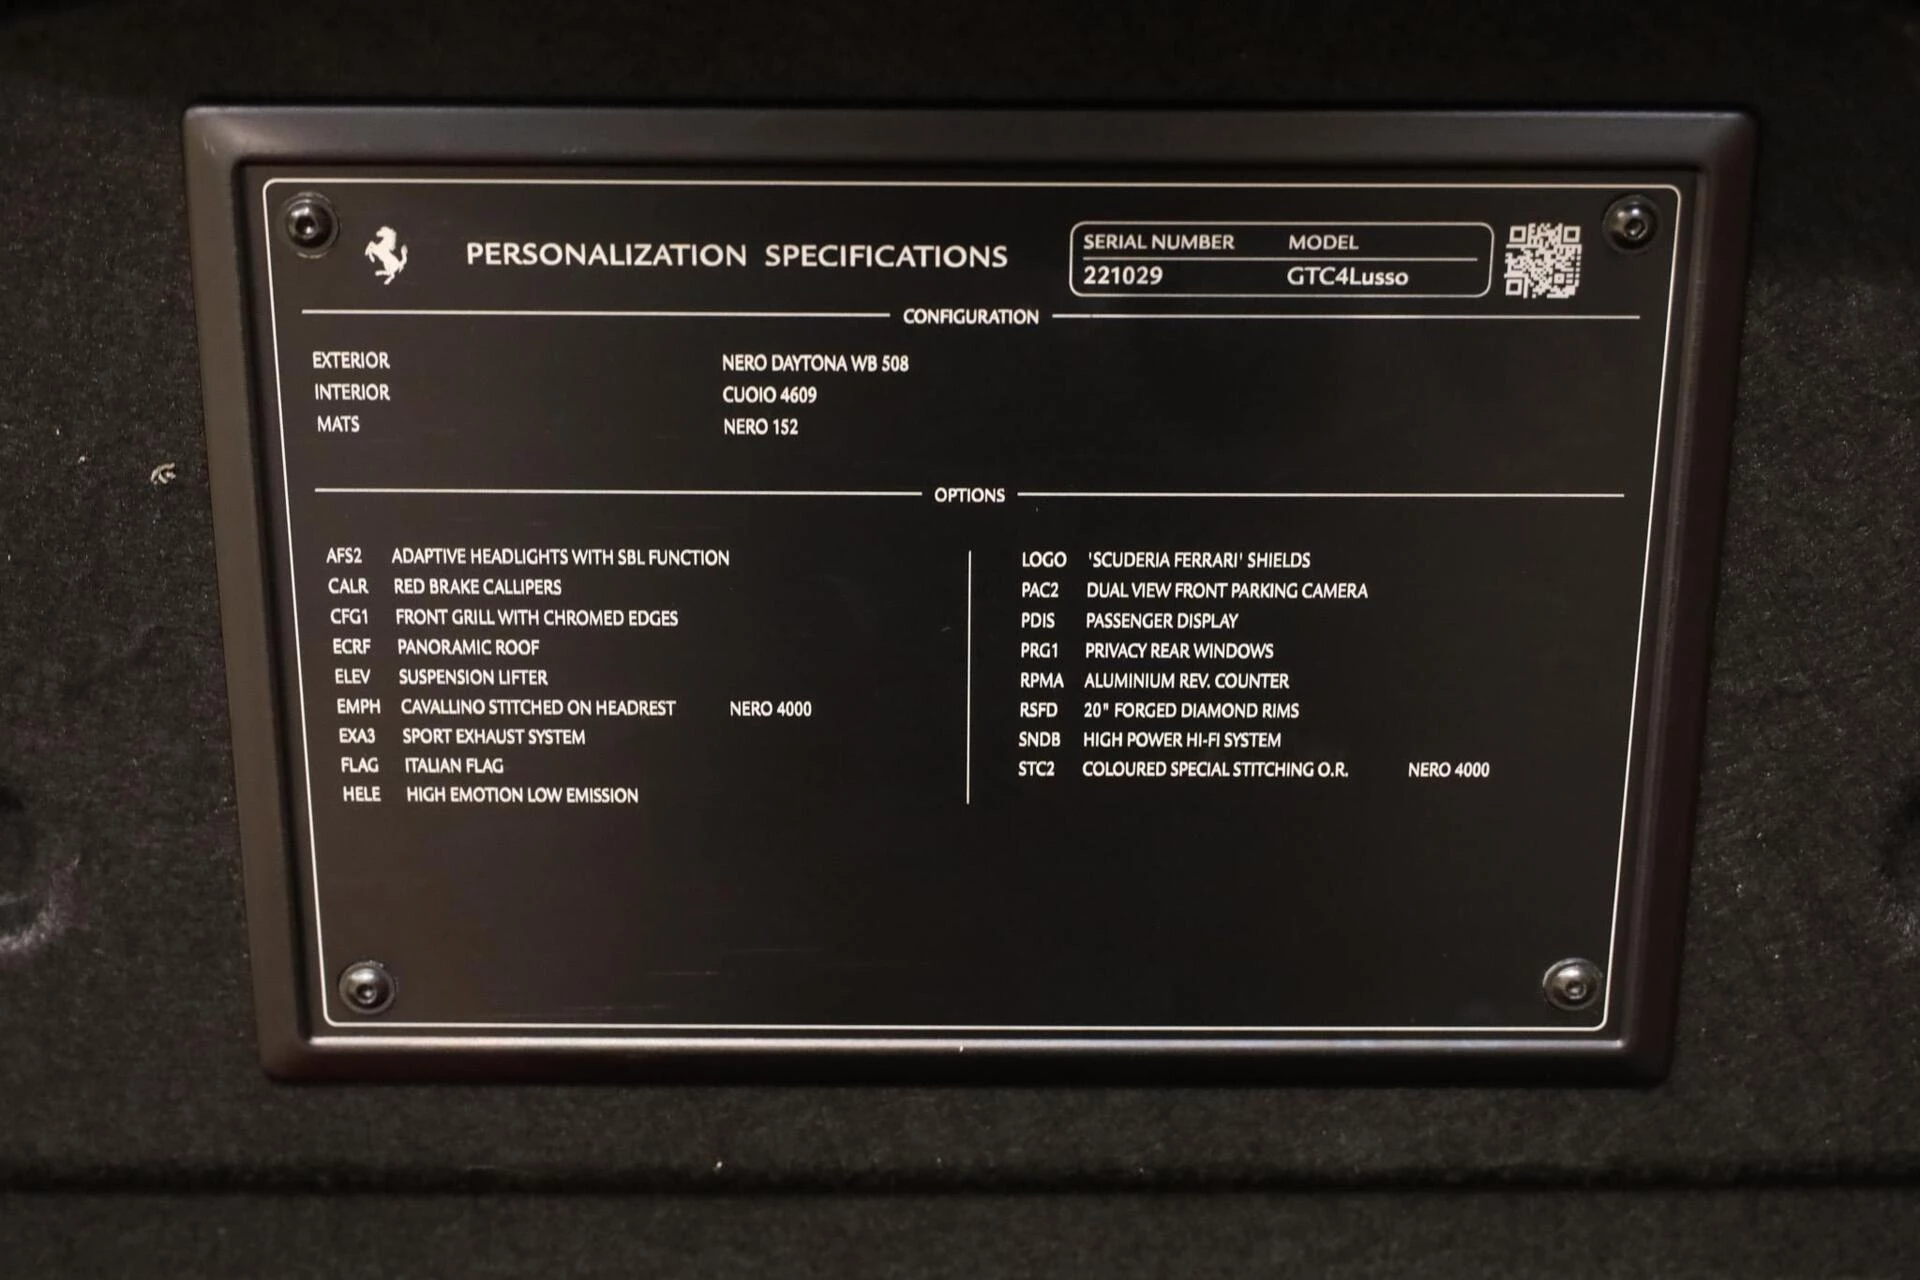 PERSONALIZATION SPECIFICATIONS
SERIAL NUMBER MODEL
221029 GTC4Lusso
CONFIGURATION
EXTERIOR NERO DAYTONA WB 508
INTERIOR CUOIO 4609
MATS NERO 152
OPTIONS
AFS2 ADAPTIVE HEADLIGHTS WITH SBL FUNCTION
CALR RED BRAKE CALLIPERS
CFG1 FRONT GRILL WITH CHROMED EDGES
ECRF PANORAMIC ROOF
ELEV SUSPENSION LIFTER
EMPH CAVALLINO STITCHED ON HEADREST NERO 4000
EXA3 SPORT EXHAUST SYSTEM
FLAG ITALIAN FLAG
HELE HIGH EMOTION LOW EMISSION
LOGO 'SCUDERIA FERRARI' SHIELDS
PAC2 DUAL VIEW FRONT PARKING CAMERA
PDIS PASSENGER DISPLAY
PRG1 PRIVACY REAR WINDOWS
RPMA ALUMINIUM REV. COUNTER
RSFD 20" FORGED DIAMOND RIMS
SNDB HIGH POWER HI-FI SYSTEM
STC2 COLOURED SPECIAL STITCHING O.R. NERO 4000